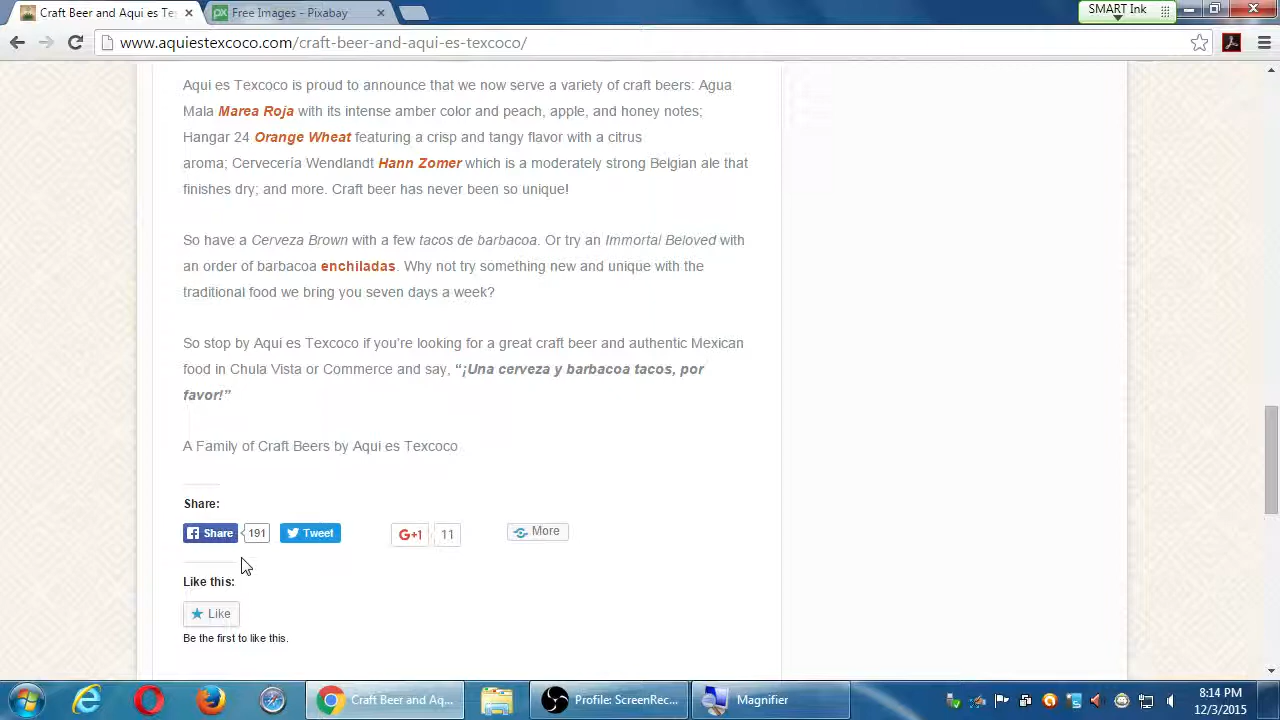 Craft Beer and Aqui es Te
Free Images - Pixabay
SMART Ink
www.aquiestexcoco.com/craft-beer-and-aqui-es-texcoco/
Aqui es Texcoco is proud to announce that we now serve a variety of craft beers: Agua
Mala Marea Roja with its intense amber color and peach, apple, and honey notes;
Hangar 24 Orange Wheat featuring a crisp and tangy flavor with a citrus
aroma; Cervecería Wendlandt Hann Zomer which is a moderately strong Belgian ale that
finishes dry; and more. Craft beer has never been so unique!
So have a Cerveza Brown with a few tacos de barbacoa. Or try an Immortal Beloved with
an order of barbacoa enchiladas. Why not try something new and unique with the
traditional food we bring you seven days a week?
So stop by Aqui es Texcoco if you're looking for a great craft beer and authentic Mexican
food in Chula Vista or Commerce and say, “¡Una cerveza y barbacoa tacos, por
favor!”
A Family of Craft Beers by Aqui es Texcoco
Share:
Share 191 Tweet G+1 11 More
Like this:
Like
Be the first to like this.
Craft Beer and Aq... Profile: ScreenRec... Magnifier
8:14 PM
12/3/2015